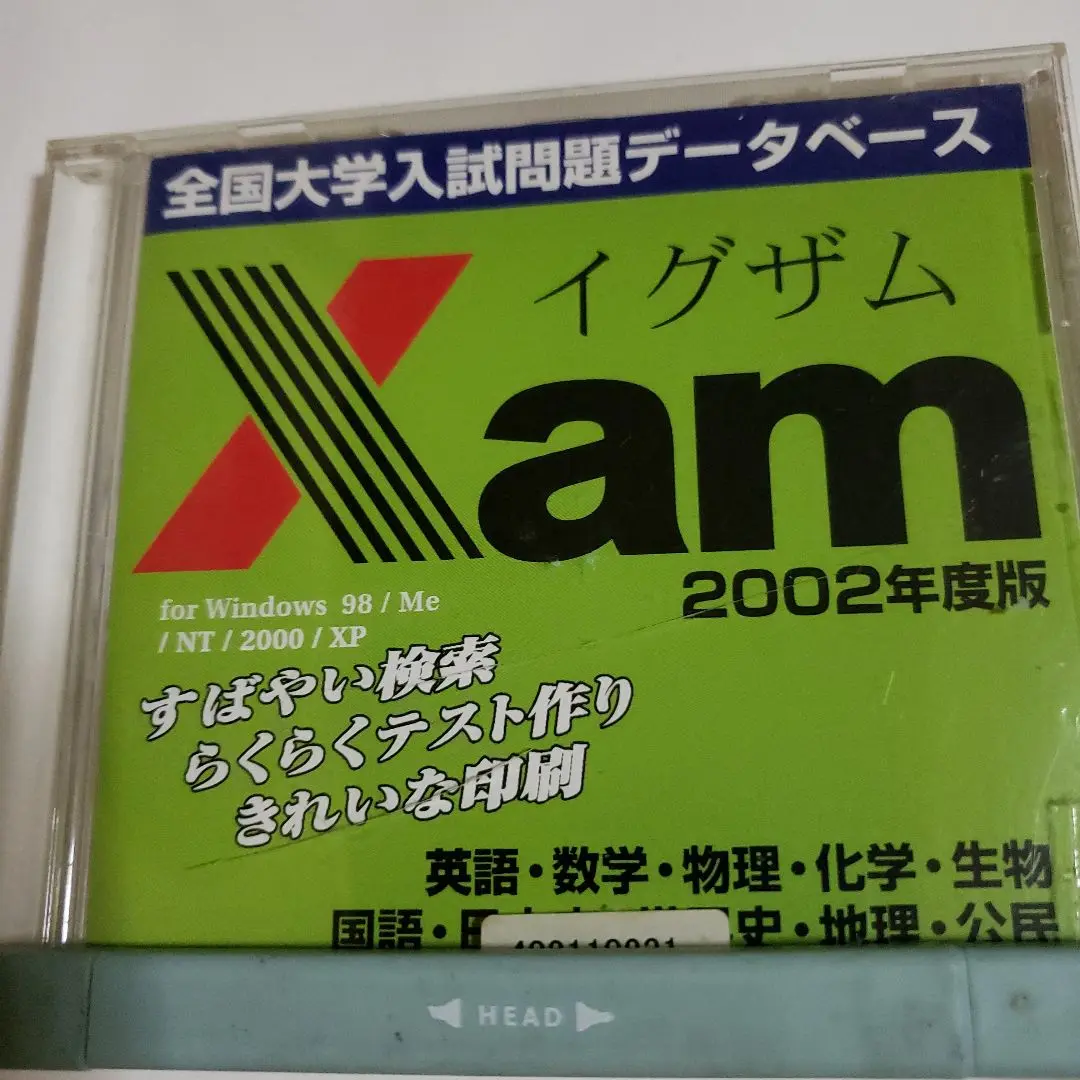 全国大学入試問題データベース
イグザム
Xam
2002年度版
for Windows 98 / Me
/ NT / 2000 / XP
すばやい検索
らくらくテスト作り
きれいな印刷
英語・数学・物理・化学・生物
国語・史・地理・公民
HEAD